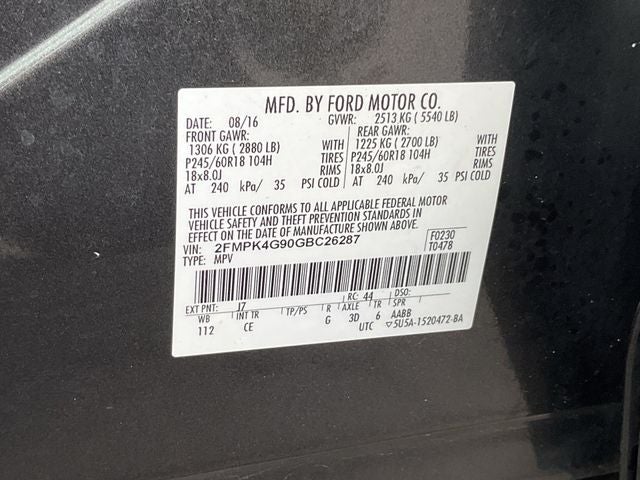 MFD. BY FORD MOTOR CO.
DATE: 08/16 GVWR: 2513 KG ( 5540 LB)
FRONT GAWR: REAR GAWR:
1306 KG ( 2880 LB) WITH 1225 KG ( 2700 LB) WITH
P245/60R18 104H TIRES P245/60R18 104H TIRES
18x8.0J RIMS 18x8.0J RIMS
AT 240 kPa/ 35 PSI COLD AT 240 kPa/ 35 PSI COLD
THIS VEHICLE CONFORMS TO ALL APPLICABLE FEDERAL MOTOR
VEHICLE SAFETY AND THEFT PREVENTION STANDARDS IN
EFFECT ON THE DATE OF MANUFACTURE SHOWN ABOVE.
VIN: 2FMPK4G90GBC26287 F0230
TYPE: MPV T0478
EXT PNT: J7 RC: 44 DSO:
WB INT TR TP/PS R AXLE TR SPR
112 CE G 3D 6 AABB
UTC ▽5U5A-1520472-BA